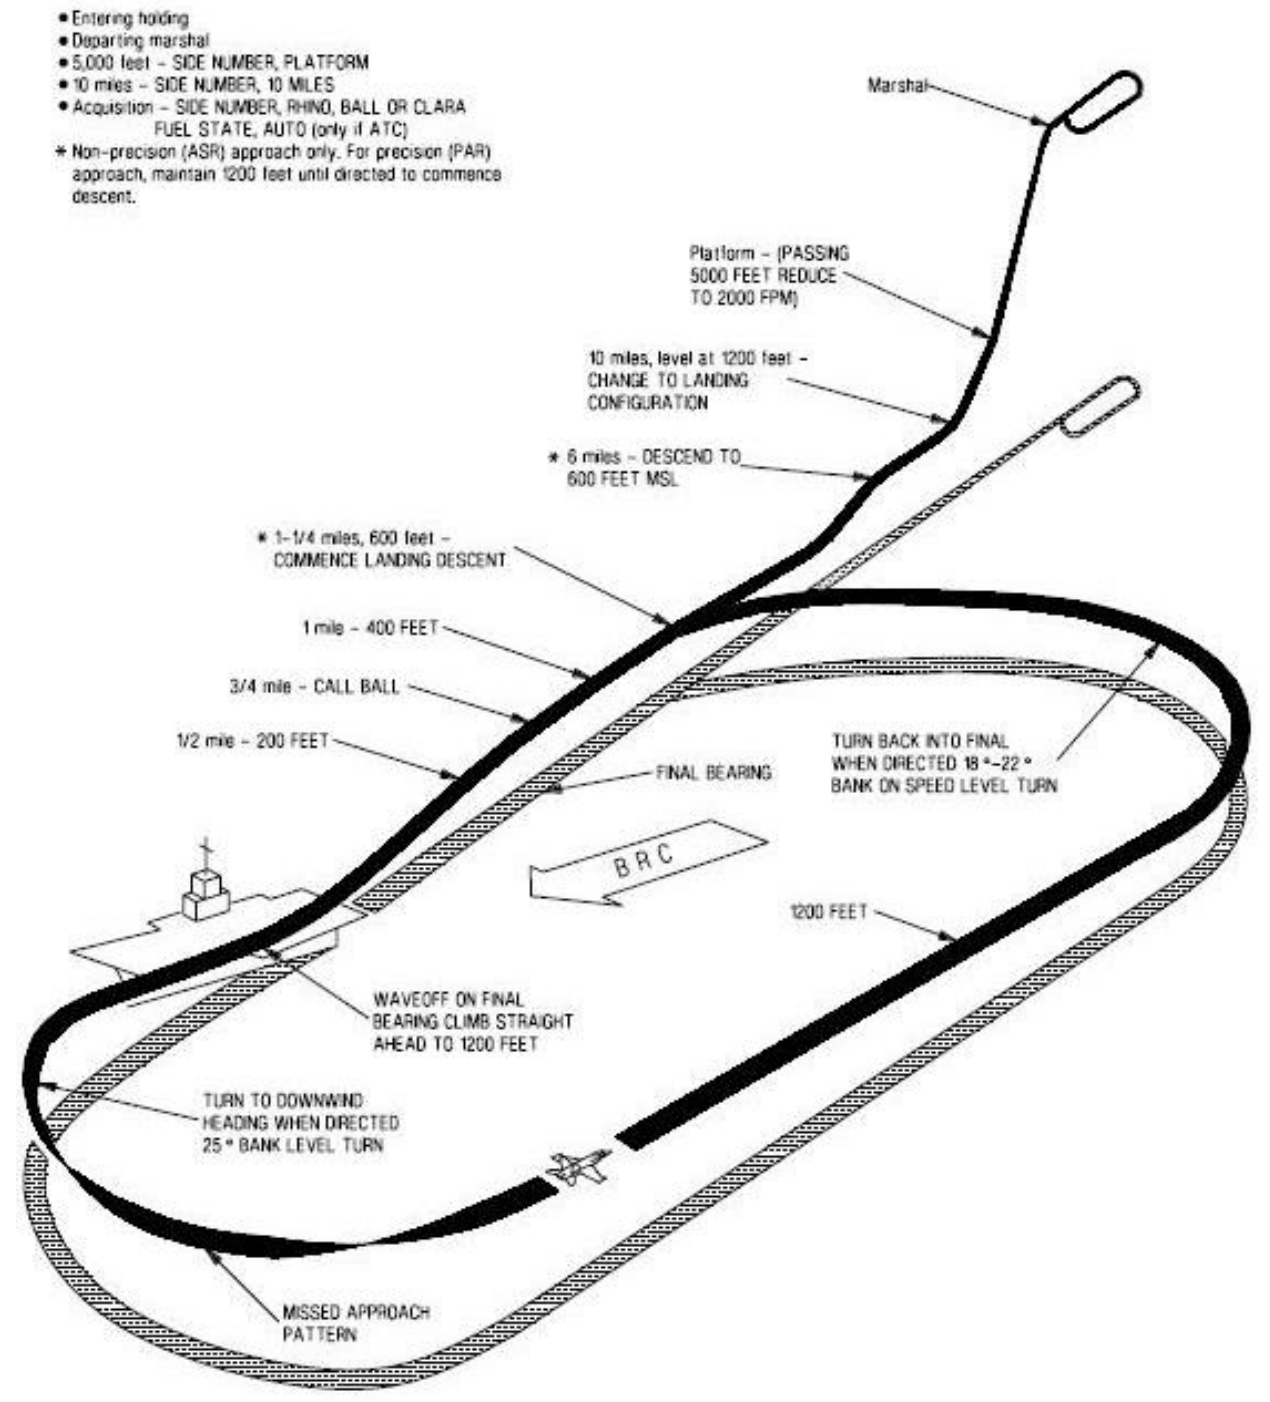 • Entering holding
• Departing marshal
• 5,000 feet – SIDE NUMBER, PLATFORM
• 10 miles – SIDE NUMBER, 10 MILES
• Acquisition – SIDE NUMBER, RHINO, BALL OR CLARA
FUEL STATE, AUTO (only if ATC)
* Non-precision (ASR) approach only. For precision (PAR)
approach, maintain 1200 feet until directed to commence
descent.
Marshal
Platform – (PASSING
5000 FEET REDUCE
TO 2000 FPM)
10 miles, level at 1200 feet –
CHANGE TO LANDING
CONFIGURATION
* 6 miles – DESCEND TO
600 FEET MSL
* 1-1/4 miles, 600 feet –
COMMENCE LANDING DESCENT
1 mile – 400 FEET
3/4 mile – CALL BALL
1/2 mile – 200 FEET
FINAL BEARING
TURN BACK INTO FINAL
WHEN DIRECTED 18 °–22 °
BANK ON SPEED LEVEL TURN
BRC
1200 FEET
WAVEOFF ON FINAL
BEARING CLIMB STRAIGHT
AHEAD TO 1200 FEET
TURN TO DOWNWIND
HEADING WHEN DIRECTED
25 ° BANK LEVEL TURN
MISSED APPROACH
PATTERN